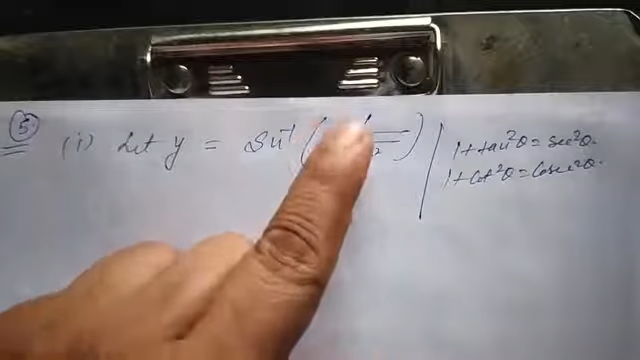 5.
(i) Let y = Sin⁻¹ (
1+tan²θ = sec²θ.
1+Cot²θ = Cosec²θ.